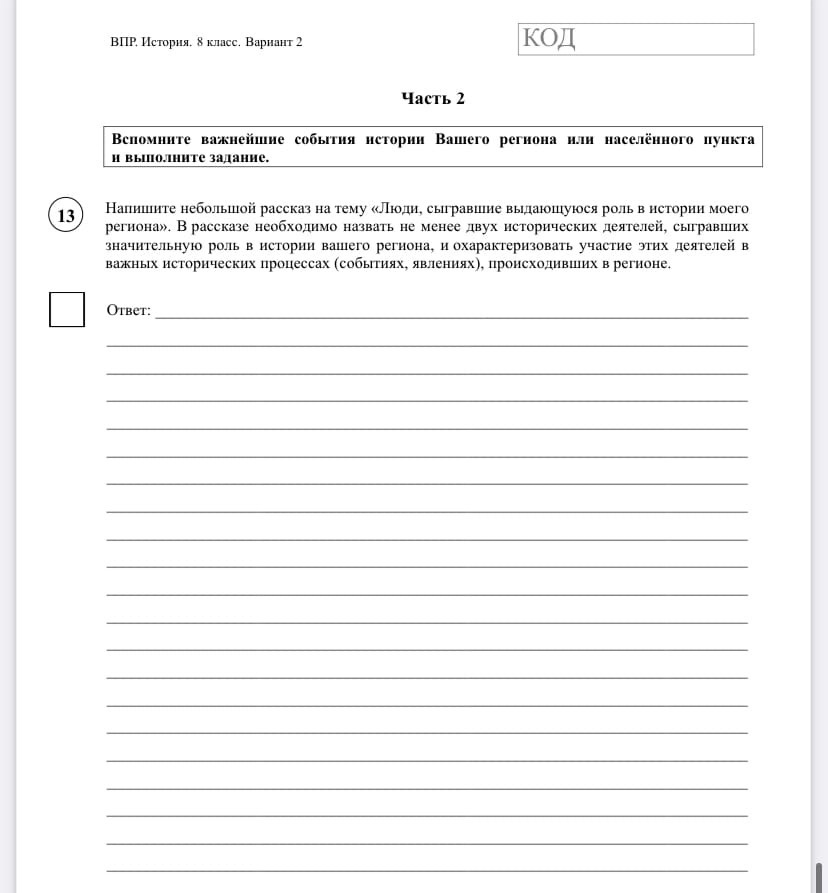 ВПР. История. 8 класс. Вариант 2
КОД
Часть 2
Вспомните важнейшие события истории Вашего региона или населённого пункта
и выполните задание.
13
Напишите небольшой рассказ на тему «Люди, сыгравшие выдающуюся роль в истории моего
региона». В рассказе необходимо назвать не менее двух исторических деятелей, сыгравших
значительную роль в истории вашего региона, и охарактеризовать участие этих деятелей в
важных исторических процессах (событиях, явлениях), происходивших в регионе.
Ответ: